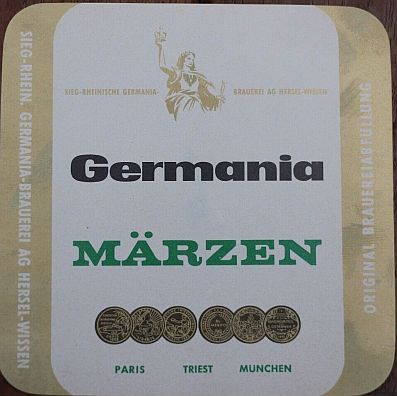 SIEG-RHEINISCHE GERMANIA- BRAUEREI AG HERSEL-WISSEN
Germania
MÄRZEN
PARIS TRIEST MUNCHEN
SIEG-RHEIN. GERMANIA-BRAUEREI AG HERSEL-WISSEN
ORIGINAL BRAUEREIABFÜLLUNG